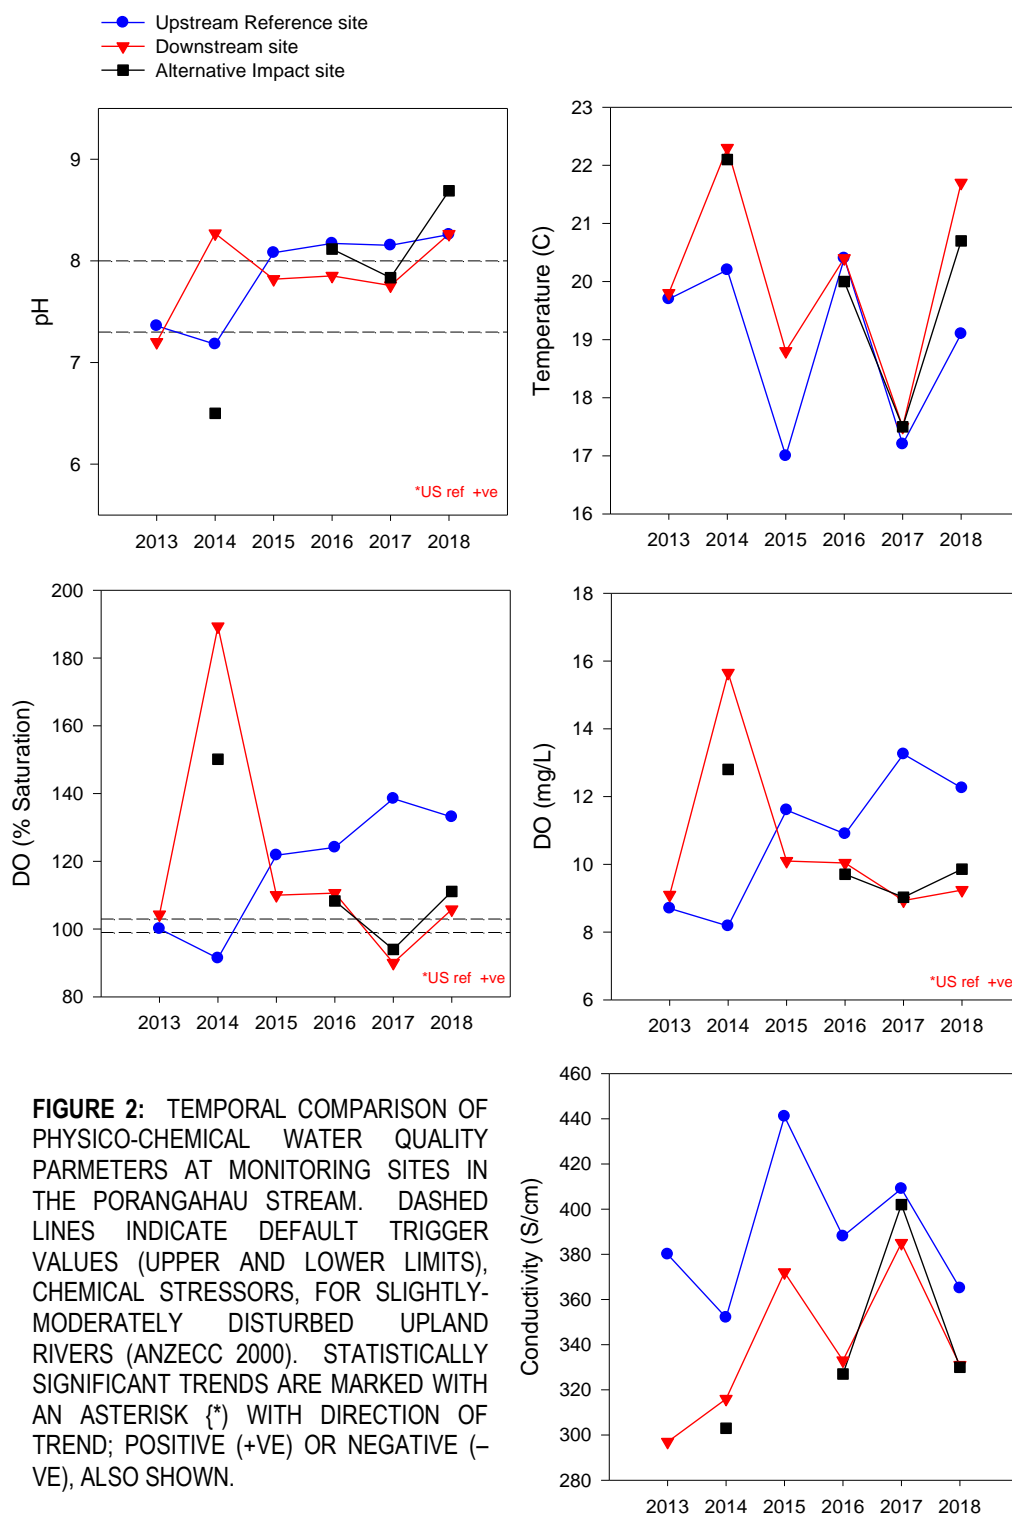 Upstream Reference site
Downstream site
Alternative Impact site
9
8
7
6
pH
*US ref +ve
2013 2014 2015 2016 2017 2018
23
22
21
20
19
18
17
16
Temperature (C)
2013 2014 2015 2016 2017 2018
200
180
160
140
120
100
80
DO (% Saturation)
*US ref +ve
2013 2014 2015 2016 2017 2018
18
16
14
12
10
8
6
DO (mg/L)
*US ref +ve
2013 2014 2015 2016 2017 2018
FIGURE 2: TEMPORAL COMPARISON OF
PHYSICO-CHEMICAL WATER QUALITY
PARMETERS AT MONITORING SITES IN
THE PORANGAHAU STREAM. DASHED
LINES INDICATE DEFAULT TRIGGER
VALUES (UPPER AND LOWER LIMITS),
CHEMICAL STRESSORS, FOR SLIGHTLY-
MODERATELY DISTURBED UPLAND
RIVERS (ANZECC 2000). STATISTICALLY
SIGNIFICANT TRENDS ARE MARKED WITH
AN ASTERISK {*) WITH DIRECTION OF
TREND; POSITIVE (+VE) OR NEGATIVE (–
VE), ALSO SHOWN.
460
440
420
400
380
360
340
320
300
280
Conductivity (S/cm)
2013 2014 2015 2016 2017 2018